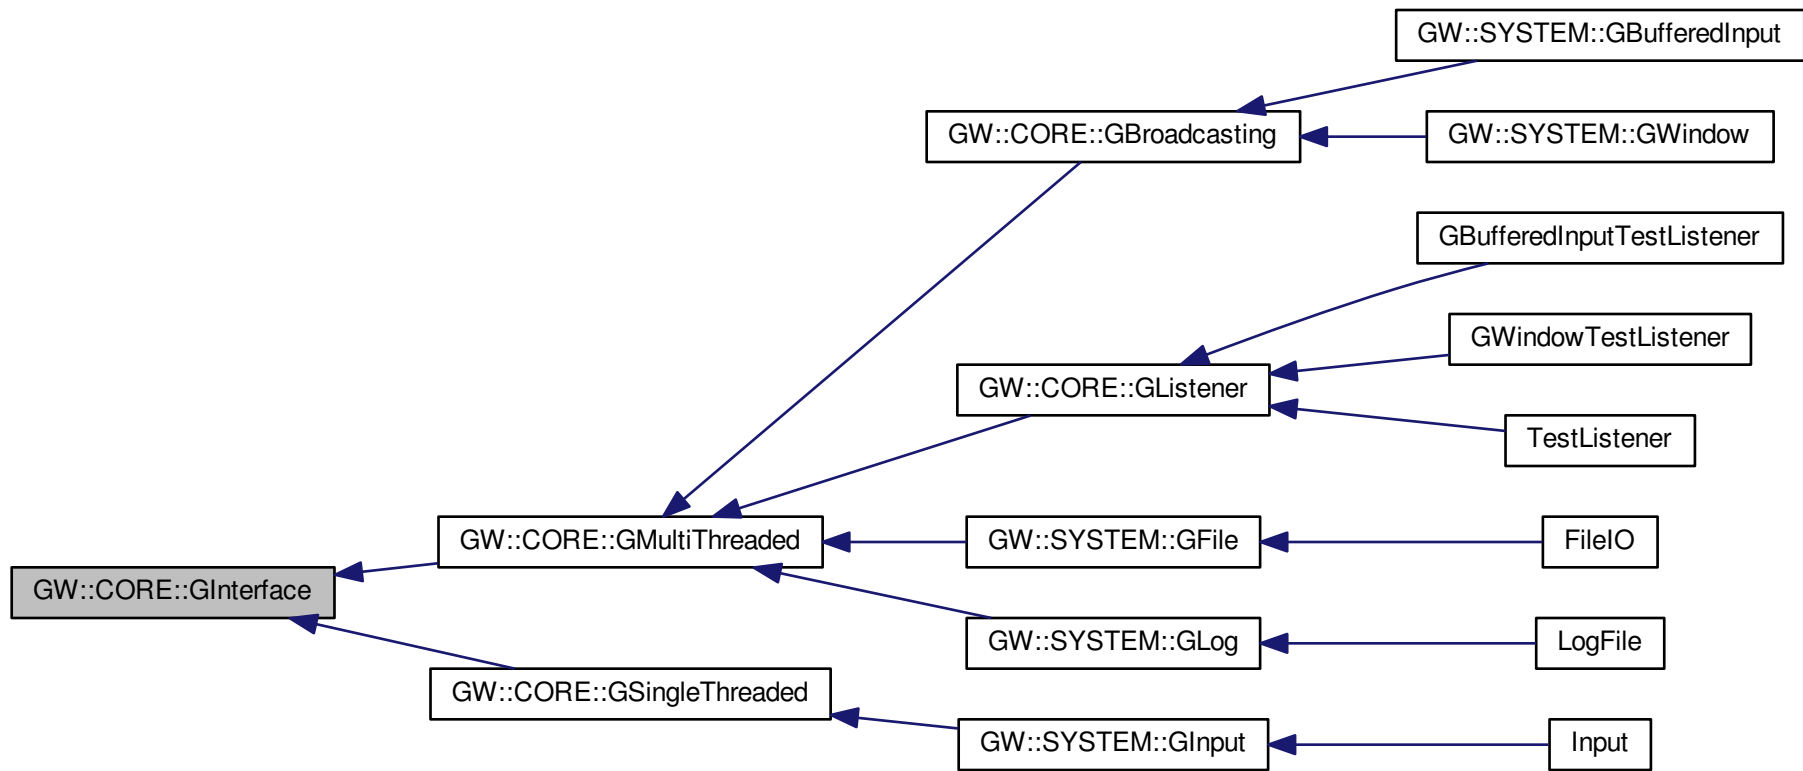 GW::SYSTEM::GBufferedInput
GW::CORE::GBroadcasting
GW::SYSTEM::GWindow
GBufferedInputTestListener
GWindowTestListener
GW::CORE::GListener
TestListener
GW::CORE::GMultiThreaded
GW::SYSTEM::GFile
FileIO
GW::CORE::GInterface
GW::SYSTEM::GLog
LogFile
GW::CORE::GSingleThreaded
GW::SYSTEM::GInput
Input